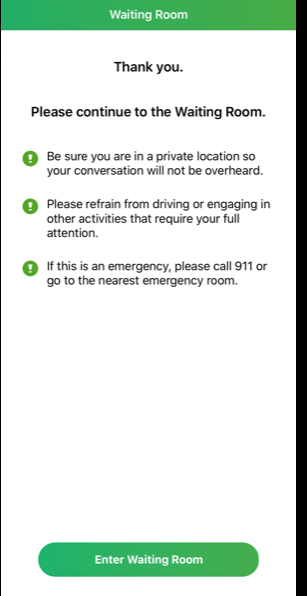 Waiting Room
Thank you.
Please continue to the Waiting Room.
Be sure you are in a private location so
your conversation will not be overheard.
Please refrain from driving or engaging in
other activities that require your full
attention.
If this is an emergency, please call 911 or
go to the nearest emergency room.
Enter Waiting Room